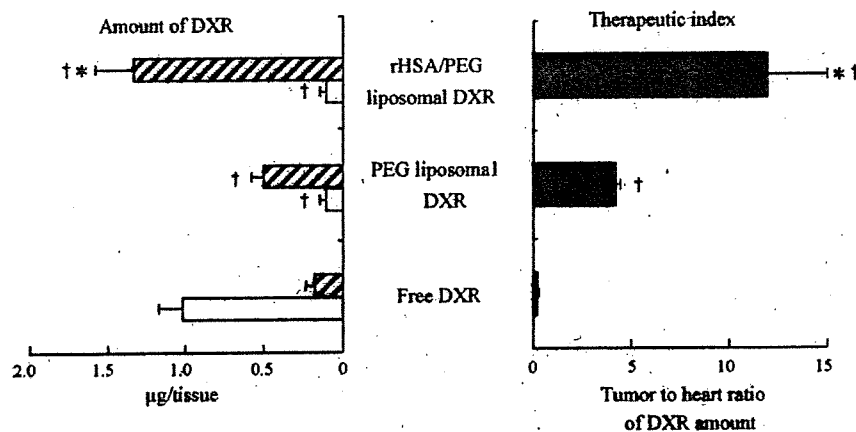 Amount of DXR
Therapeutic index
† *
†
rHSA/PEG
liposomal DXR
* †
†
†
PEG liposomal
DXR
†
Free DXR
2.0 1.5 1.0 0.5 0
0 5 10 15
µg/tissue
Tumor to heart ratio
of DXR amount